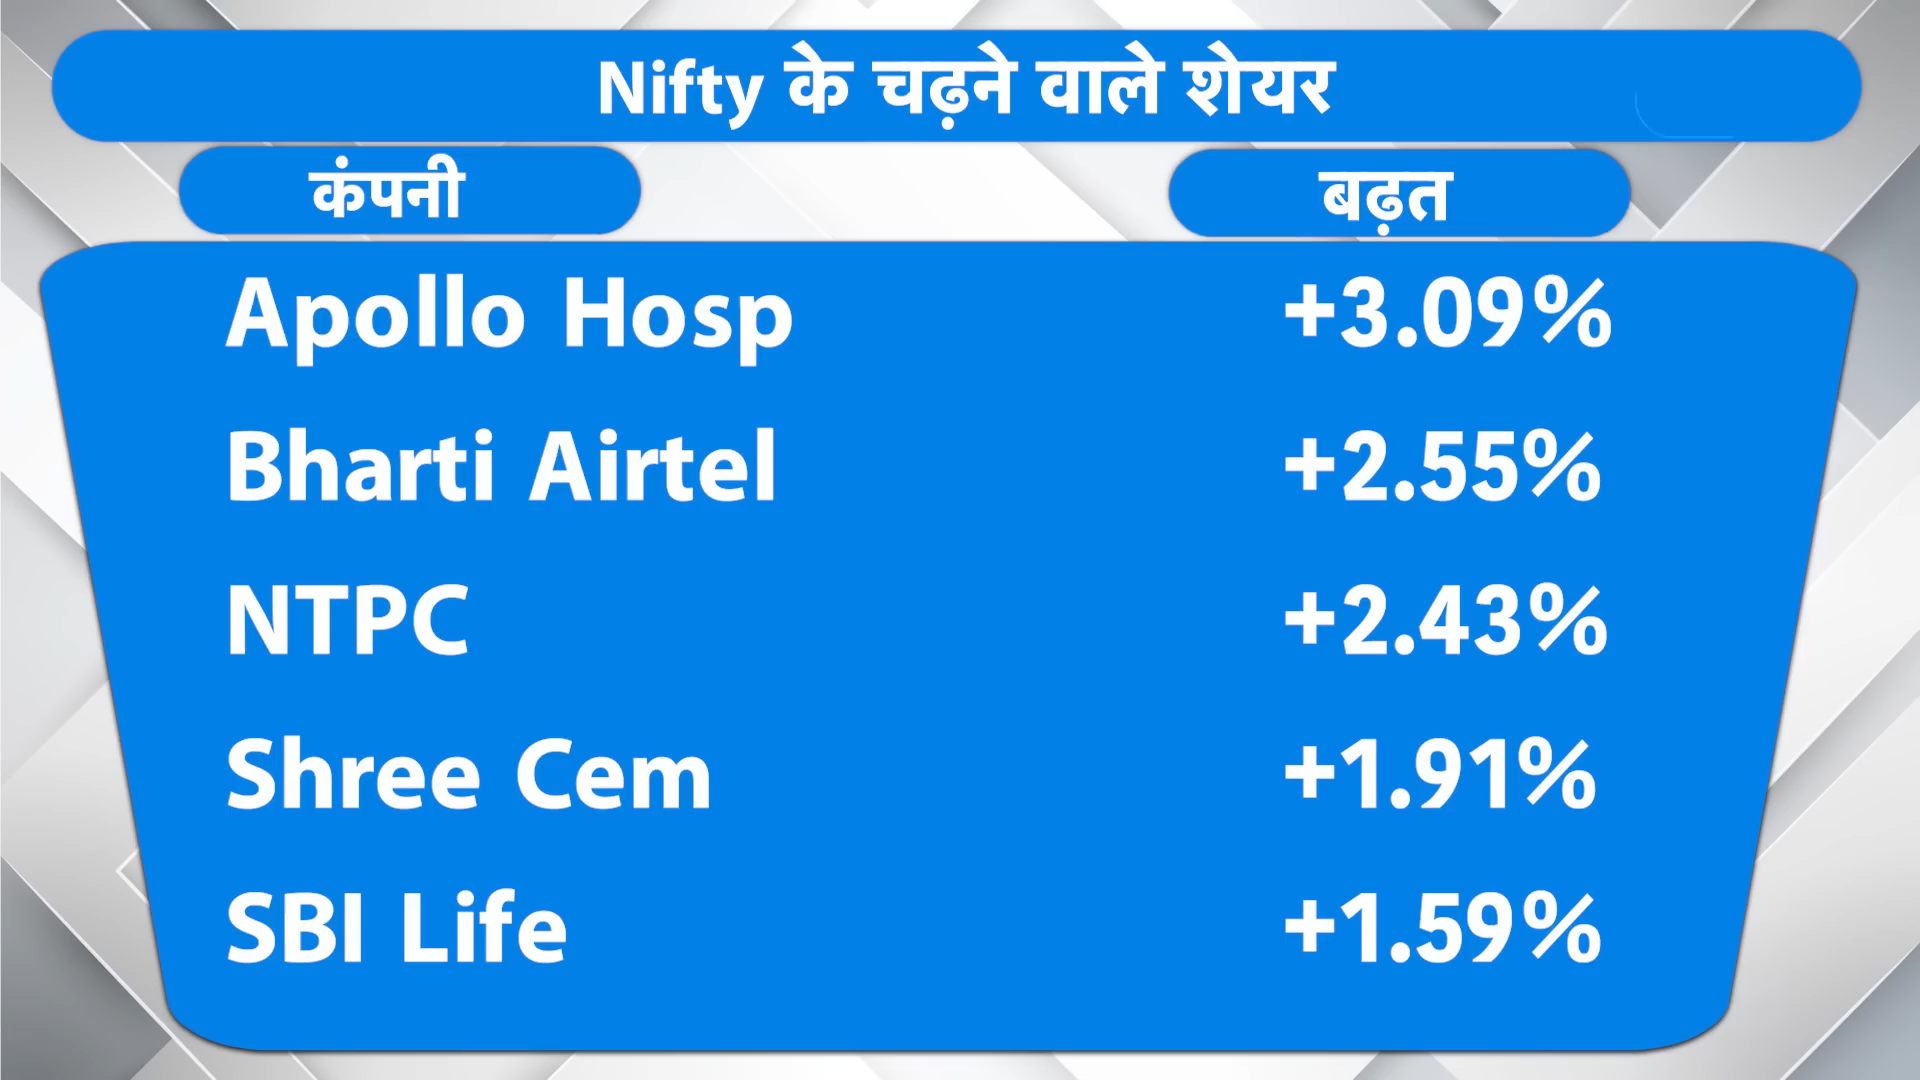 Nifty के चढ़ने वाले शेयर
कंपनी बढ़त
Apollo Hosp +3.09%
Bharti Airtel +2.55%
NTPC +2.43%
Shree Cem +1.91%
SBI Life +1.59%